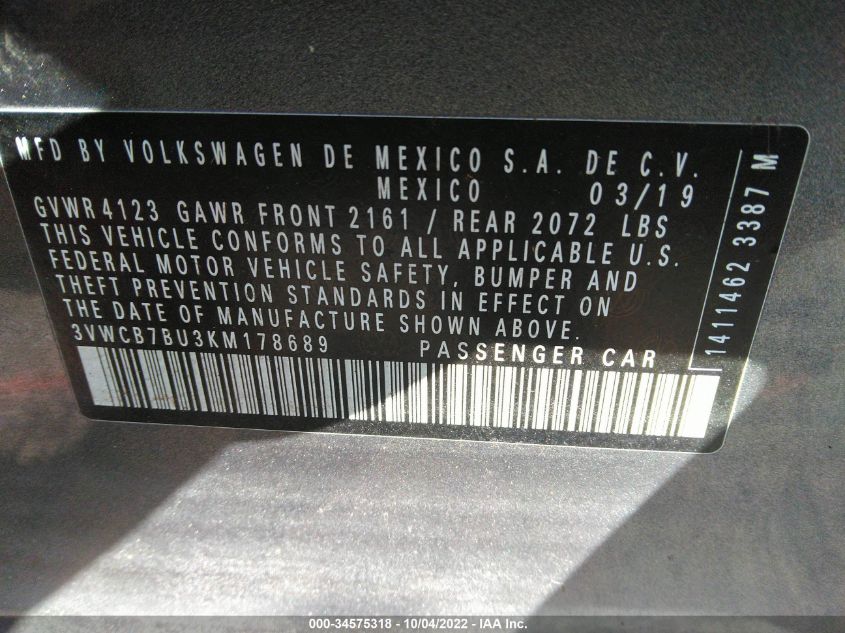 MFD BY VOLKSWAGEN DE MEXICO S.A. DE C.V.
MEXICO 03/19
GVWR 4123 GAWR FRONT 2161 / REAR 2072 LBS
THIS VEHICLE CONFORMS TO ALL APPLICABLE U.S.
FEDERAL MOTOR VEHICLE SAFETY, BUMPER AND
THEFT PREVENTION STANDARDS IN EFFECT ON
THE DATE OF MANUFACTURE SHOWN ABOVE
3VWCB7BU3KM178689 PASSENGER CAR
1411462 3387 M
000-34575318 - 10/04/2022 - IAA Inc.